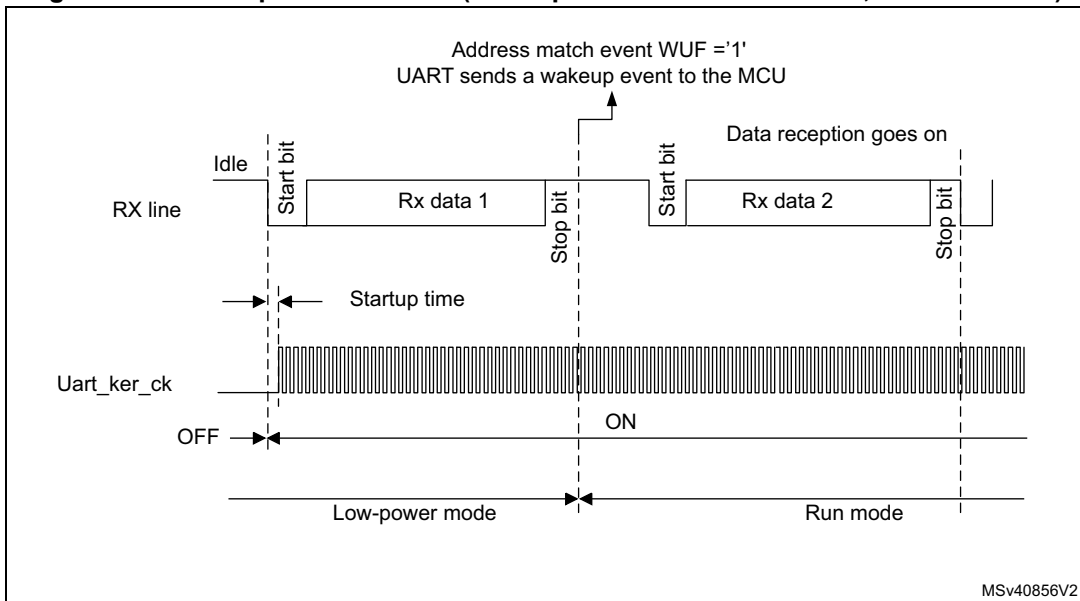 Address match event WUF ='1'
UART sends a wakeup event to the MCU
Data reception goes on
Idle
Start bit
Start bit
RX line
Rx data 1
Rx data 2
Stop bit
Stop bit
Startup time
Uart_ker_ck
ON
OFF
Low-power mode
Run mode
MSv40856V2